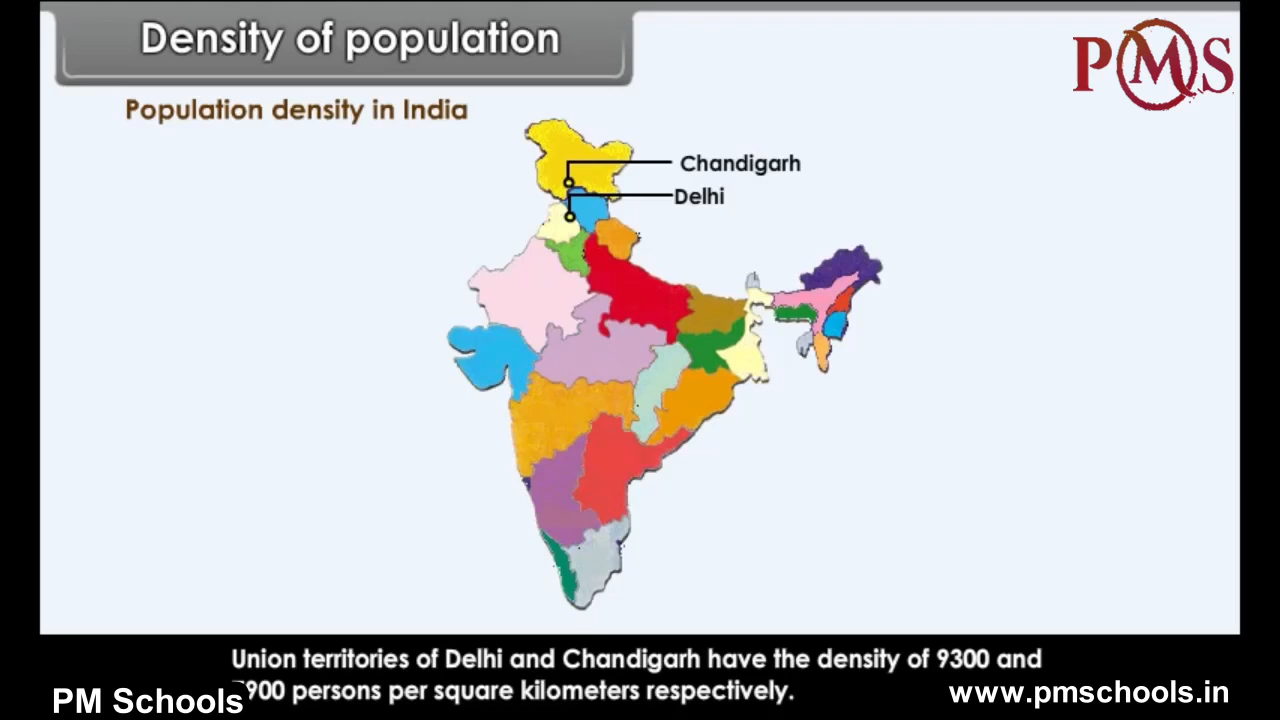 Density of population
PMS
Population density in India
Chandigarh
Delhi
Union territories of Delhi and Chandigarh have the density of 9300 and
900 persons per square kilometers respectively.
PM Schools
www.pmschools.in